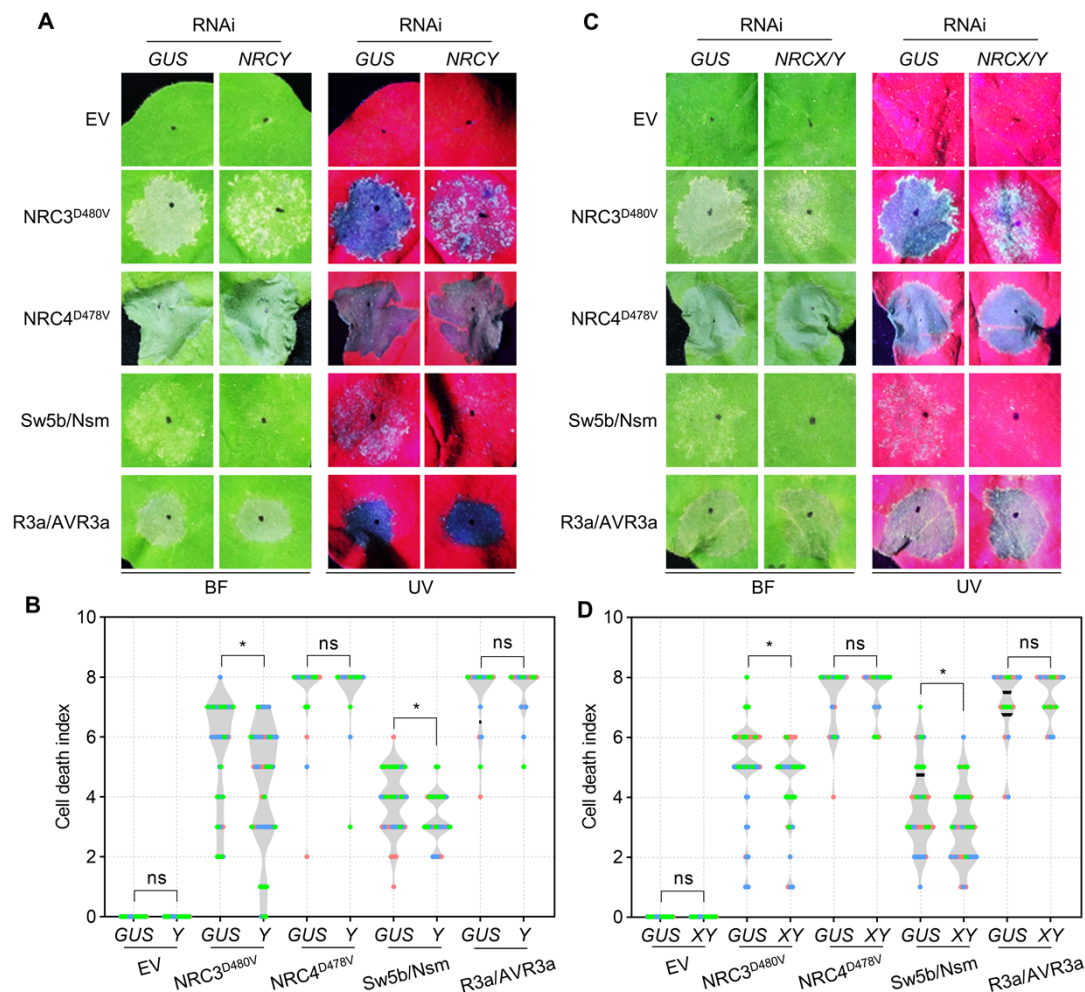 A
RNAi
RNAi
GUS
NRCY
GUS
NRCY
EV
NRC3D480V
NRC4D478V
Sw5b/Nsm
R3a/AVR3a
BF
UV
C
RNAi
RNAi
GUS
NRCX/Y
GUS
NRCX/Y
EV
NRC3D480V
NRC4D478V
Sw5b/Nsm
R3a/AVR3a
BF
UV
B
Cell death index
10
8
6
4
2
0
ns
*
ns
*
ns
GUS Y GUS Y GUS Y GUS Y GUS Y
EV
NRC3D480V
NRC4D478V
Sw5b/Nsm
R3a/AVR3a
D
Cell death index
10
8
6
4
2
0
ns
*
ns
*
ns
GUS XY GUS XY GUS XY GUS XY GUS XY
EV
NRC3D480V
NRC4D478V
Sw5b/Nsm
R3a/AVR3a